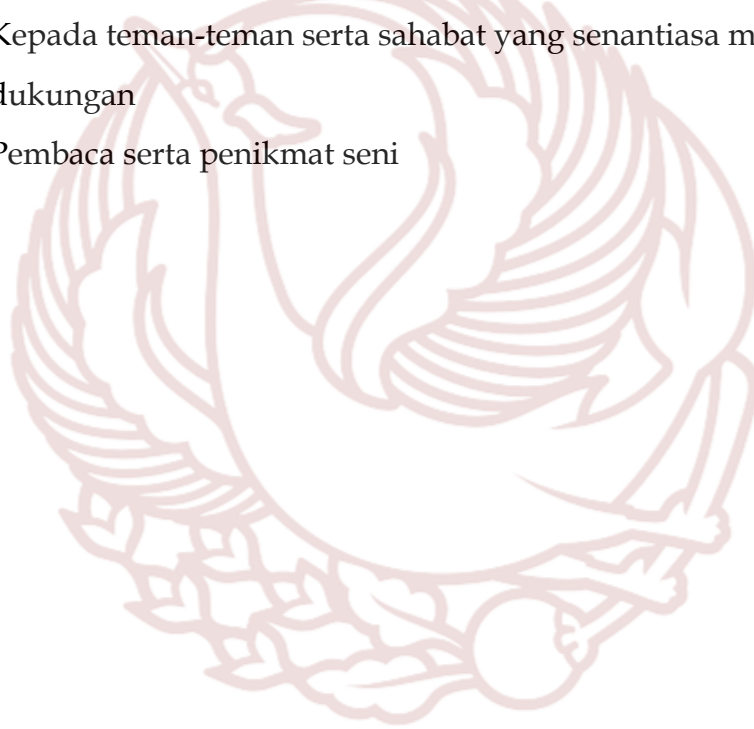 Kepada teman-teman serta sahabat yang senantiasa
dukungan
Pembaca serta penikmat seni